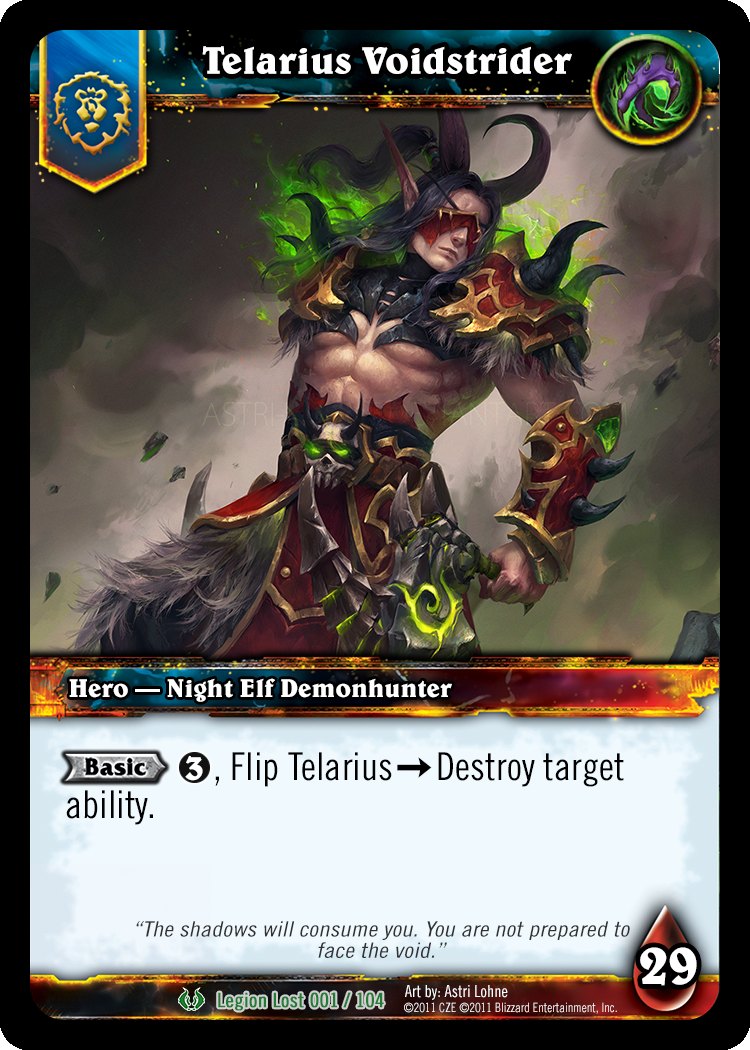 Telarius Voidstrider
Hero — Night Elf Demonhunter
Basic 3, Flip Telarius→Destroy target
ability.
“The shadows will consume you. You are not prepared to
face the void.”
29
Legion Lost 001 / 104
Art by: Astri Lohne
©2011 CZE ©2011 Blizzard Entertainment, Inc.